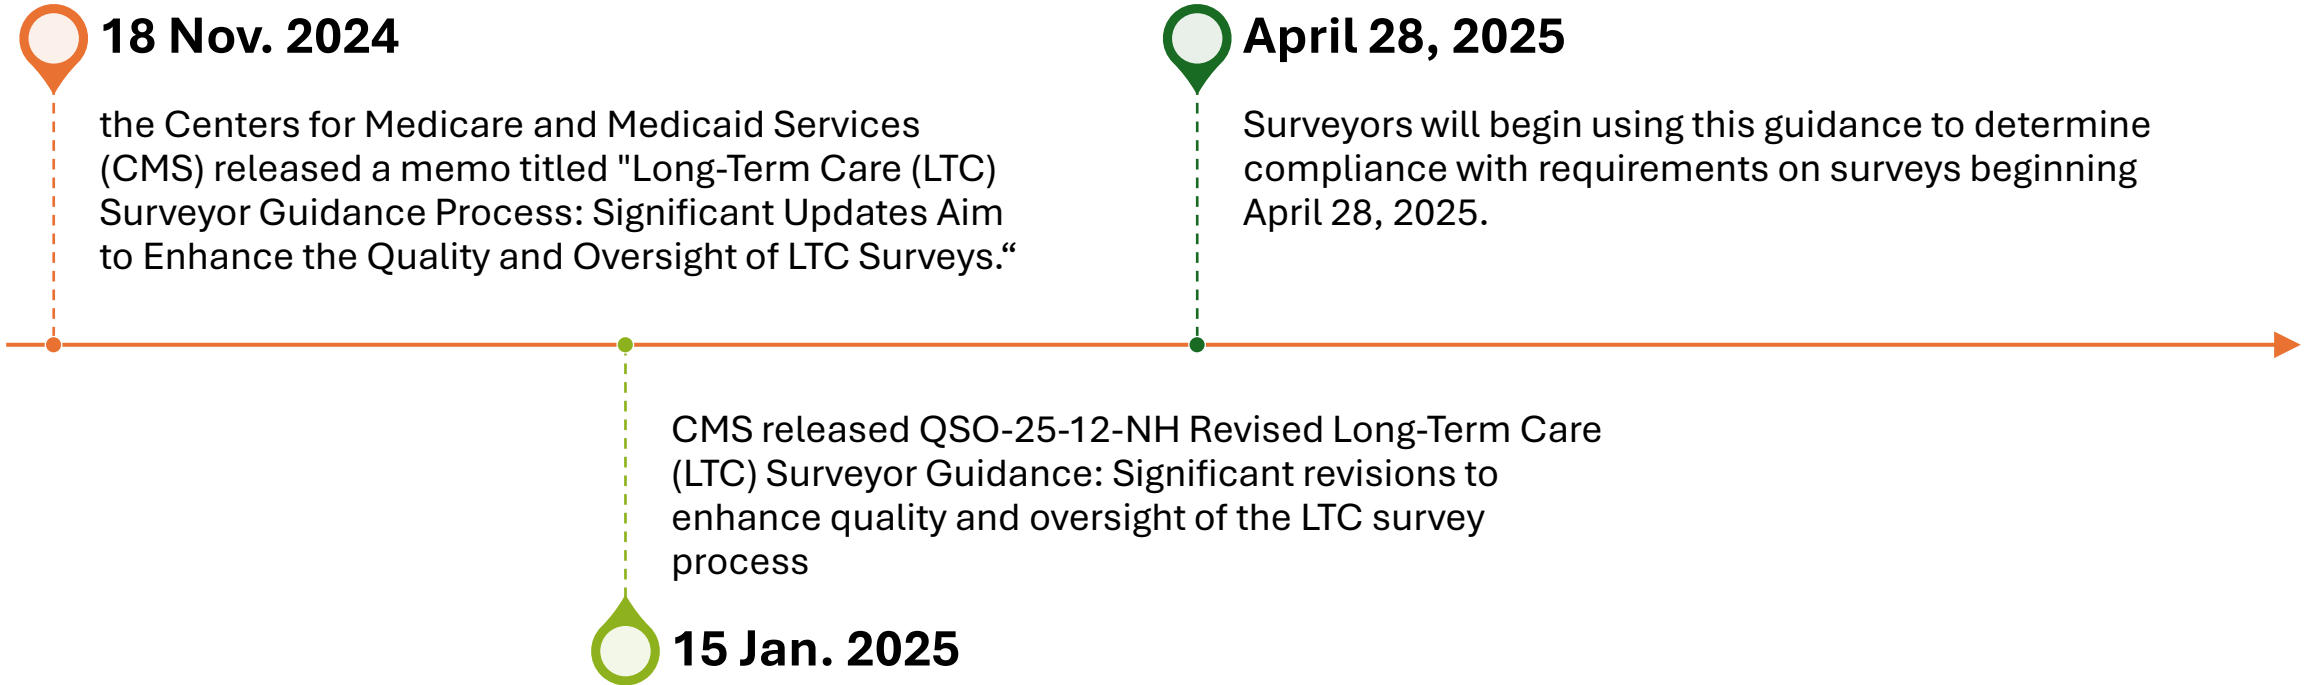 18 Nov. 2024
the Centers for Medicare and Medicaid Services
(CMS) released a memo titled "Long-Term Care (LTC)
Surveyor Guidance Process: Significant Updates Aim
to Enhance the Quality and Oversight of LTC Surveys.“
April 28, 2025
Surveyors will begin using this guidance to determine
compliance with requirements on surveys beginning
April 28, 2025.
CMS released QSO-25-12-NH Revised Long-Term Care
(LTC) Surveyor Guidance: Significant revisions to
enhance quality and oversight of the LTC survey
process
15 Jan. 2025